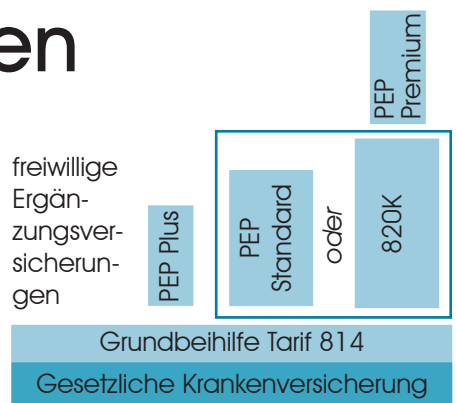 en
PEP
Premium
freiwillige
Ergän-
zungsver-
sicherun-
gen
PEP Plus
PEP
Standard
oder
820K
Grundbeihilfe Tarif 814
Gesetzliche Krankenversicherung